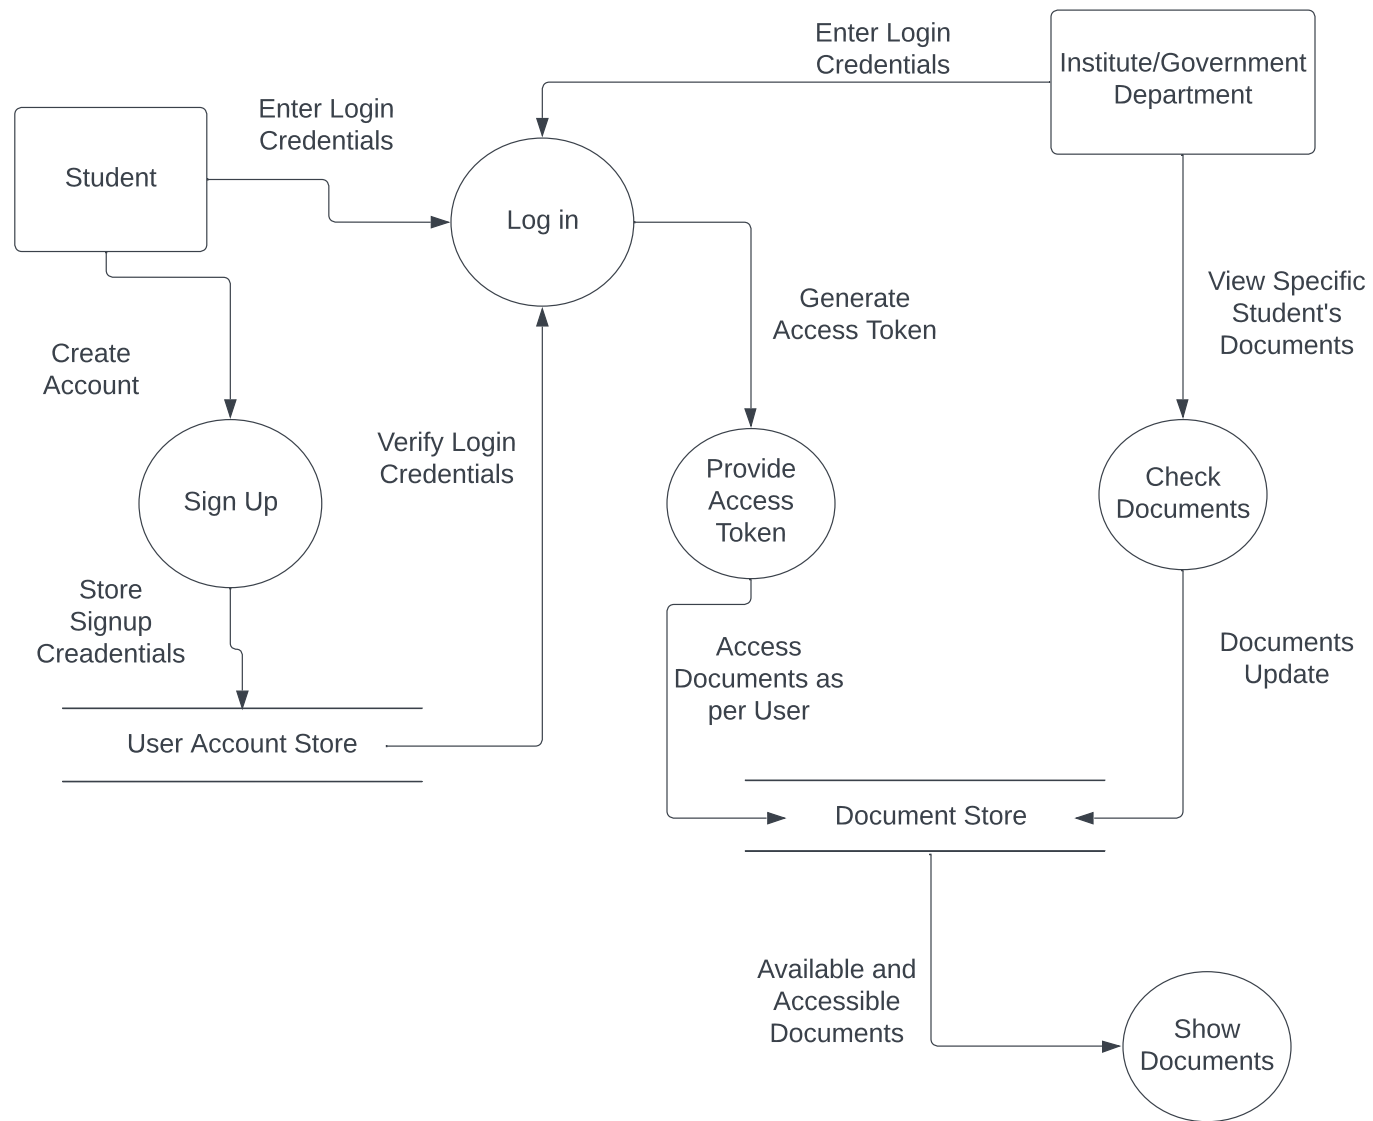 Enter Login
Credentials
Institute/Government
Department
Enter Login
Credentials
Student
Log in
Generate
Access Token
View Specific
Student's
Documents
Create
Account
Verify Login
Credentials
Sign Up
Provide
Access
Token
Check
Documents
Store
Signup
Creadentials
Access
Documents as
per User
Documents
Update
User Account Store
Document Store
Available and
Accessible
Documents
Show
Documents